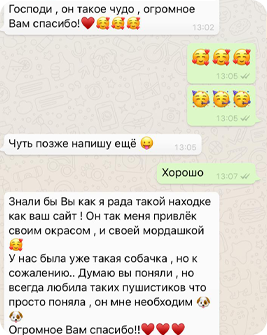 Господи , он такое чудо , огромное
Вам спасибо!❤️🥰🥰🥰
13:02
🥰🥰🥰
13:05
🥳🥳🥳
13:05
Чуть позже напишу ещё 😜
13:05
Хорошо
13:07
Знали бы Вы как я рада такой находке
как ваш сайт ! Он так меня привлёк
своим окрасом , и своей мордашкой
🥰
У нас была уже такая собачка , но к
сожалению.. Думаю вы поняли , но
всегда любила таких пушистиков что
просто поняла , он мне необходим 🐶
🐶
Огромное Вам спасибо!!❤️❤️❤️